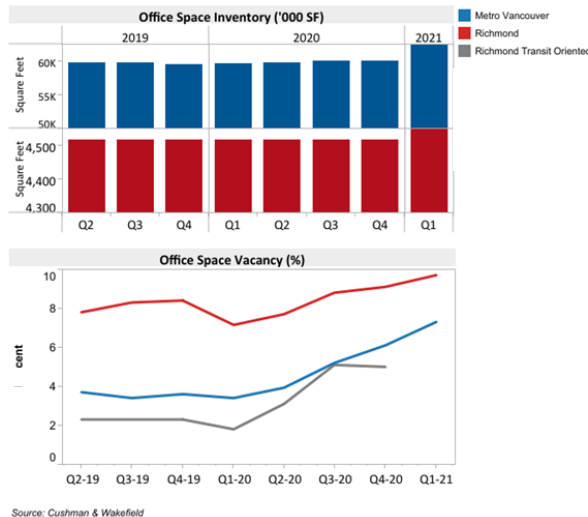 Office Space Inventory ('000 SF)
Metro Vancouver
Richmond
Richmond Transit Oriented
2019 2020 2021
Square Feet
60K
55K
50K
Square Feet
4,500
4,400
4,300
Q2 Q3 Q4 Q1 Q2 Q3 Q4 Q1
Office Space Vacancy (%)
cent
10
8
6
4
2
0
Q2-19 Q3-19 Q4-19 Q1-20 Q2-20 Q3-20 Q4-20 Q1-21
Source: Cushman & Wakefield